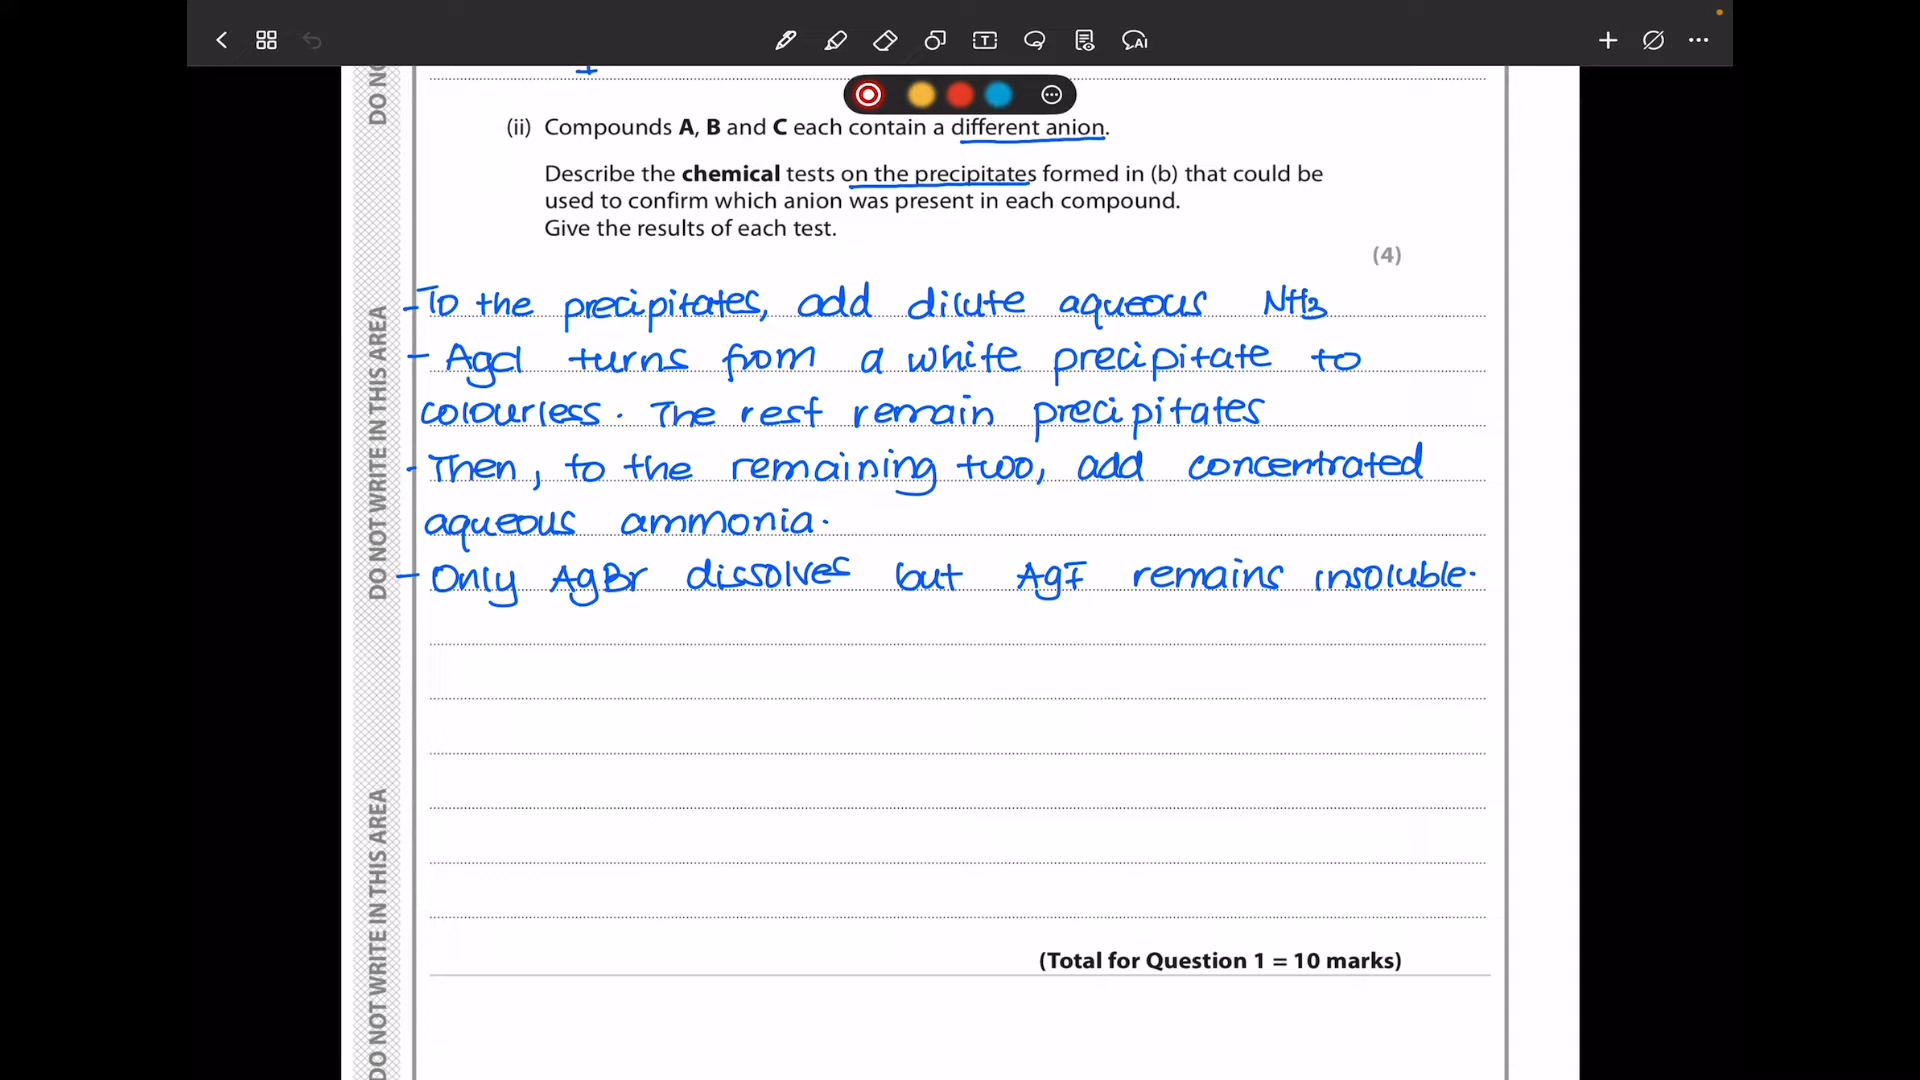 AI
T
DO NO
(ii) Compounds A, B and C each contain a different anion.
Describe the chemical tests on the precipitates formed in (b) that could be
used to confirm which anion was present in each compound.
Give the results of each test.
(4)
- To the precipitates, add dilute aqueous NH3
- AgCl turns from a white precipitate to
colourless. The rest remain precipitates
- Then, to the remaining two, add concentrated
aqueous ammonia.
- Only AgBr dissolves but AgI remains insoluble.
DO NOT WRITE IN THIS AREA
(Total for Question 1 = 10 marks)
DO NOT WRITE IN THIS AREA